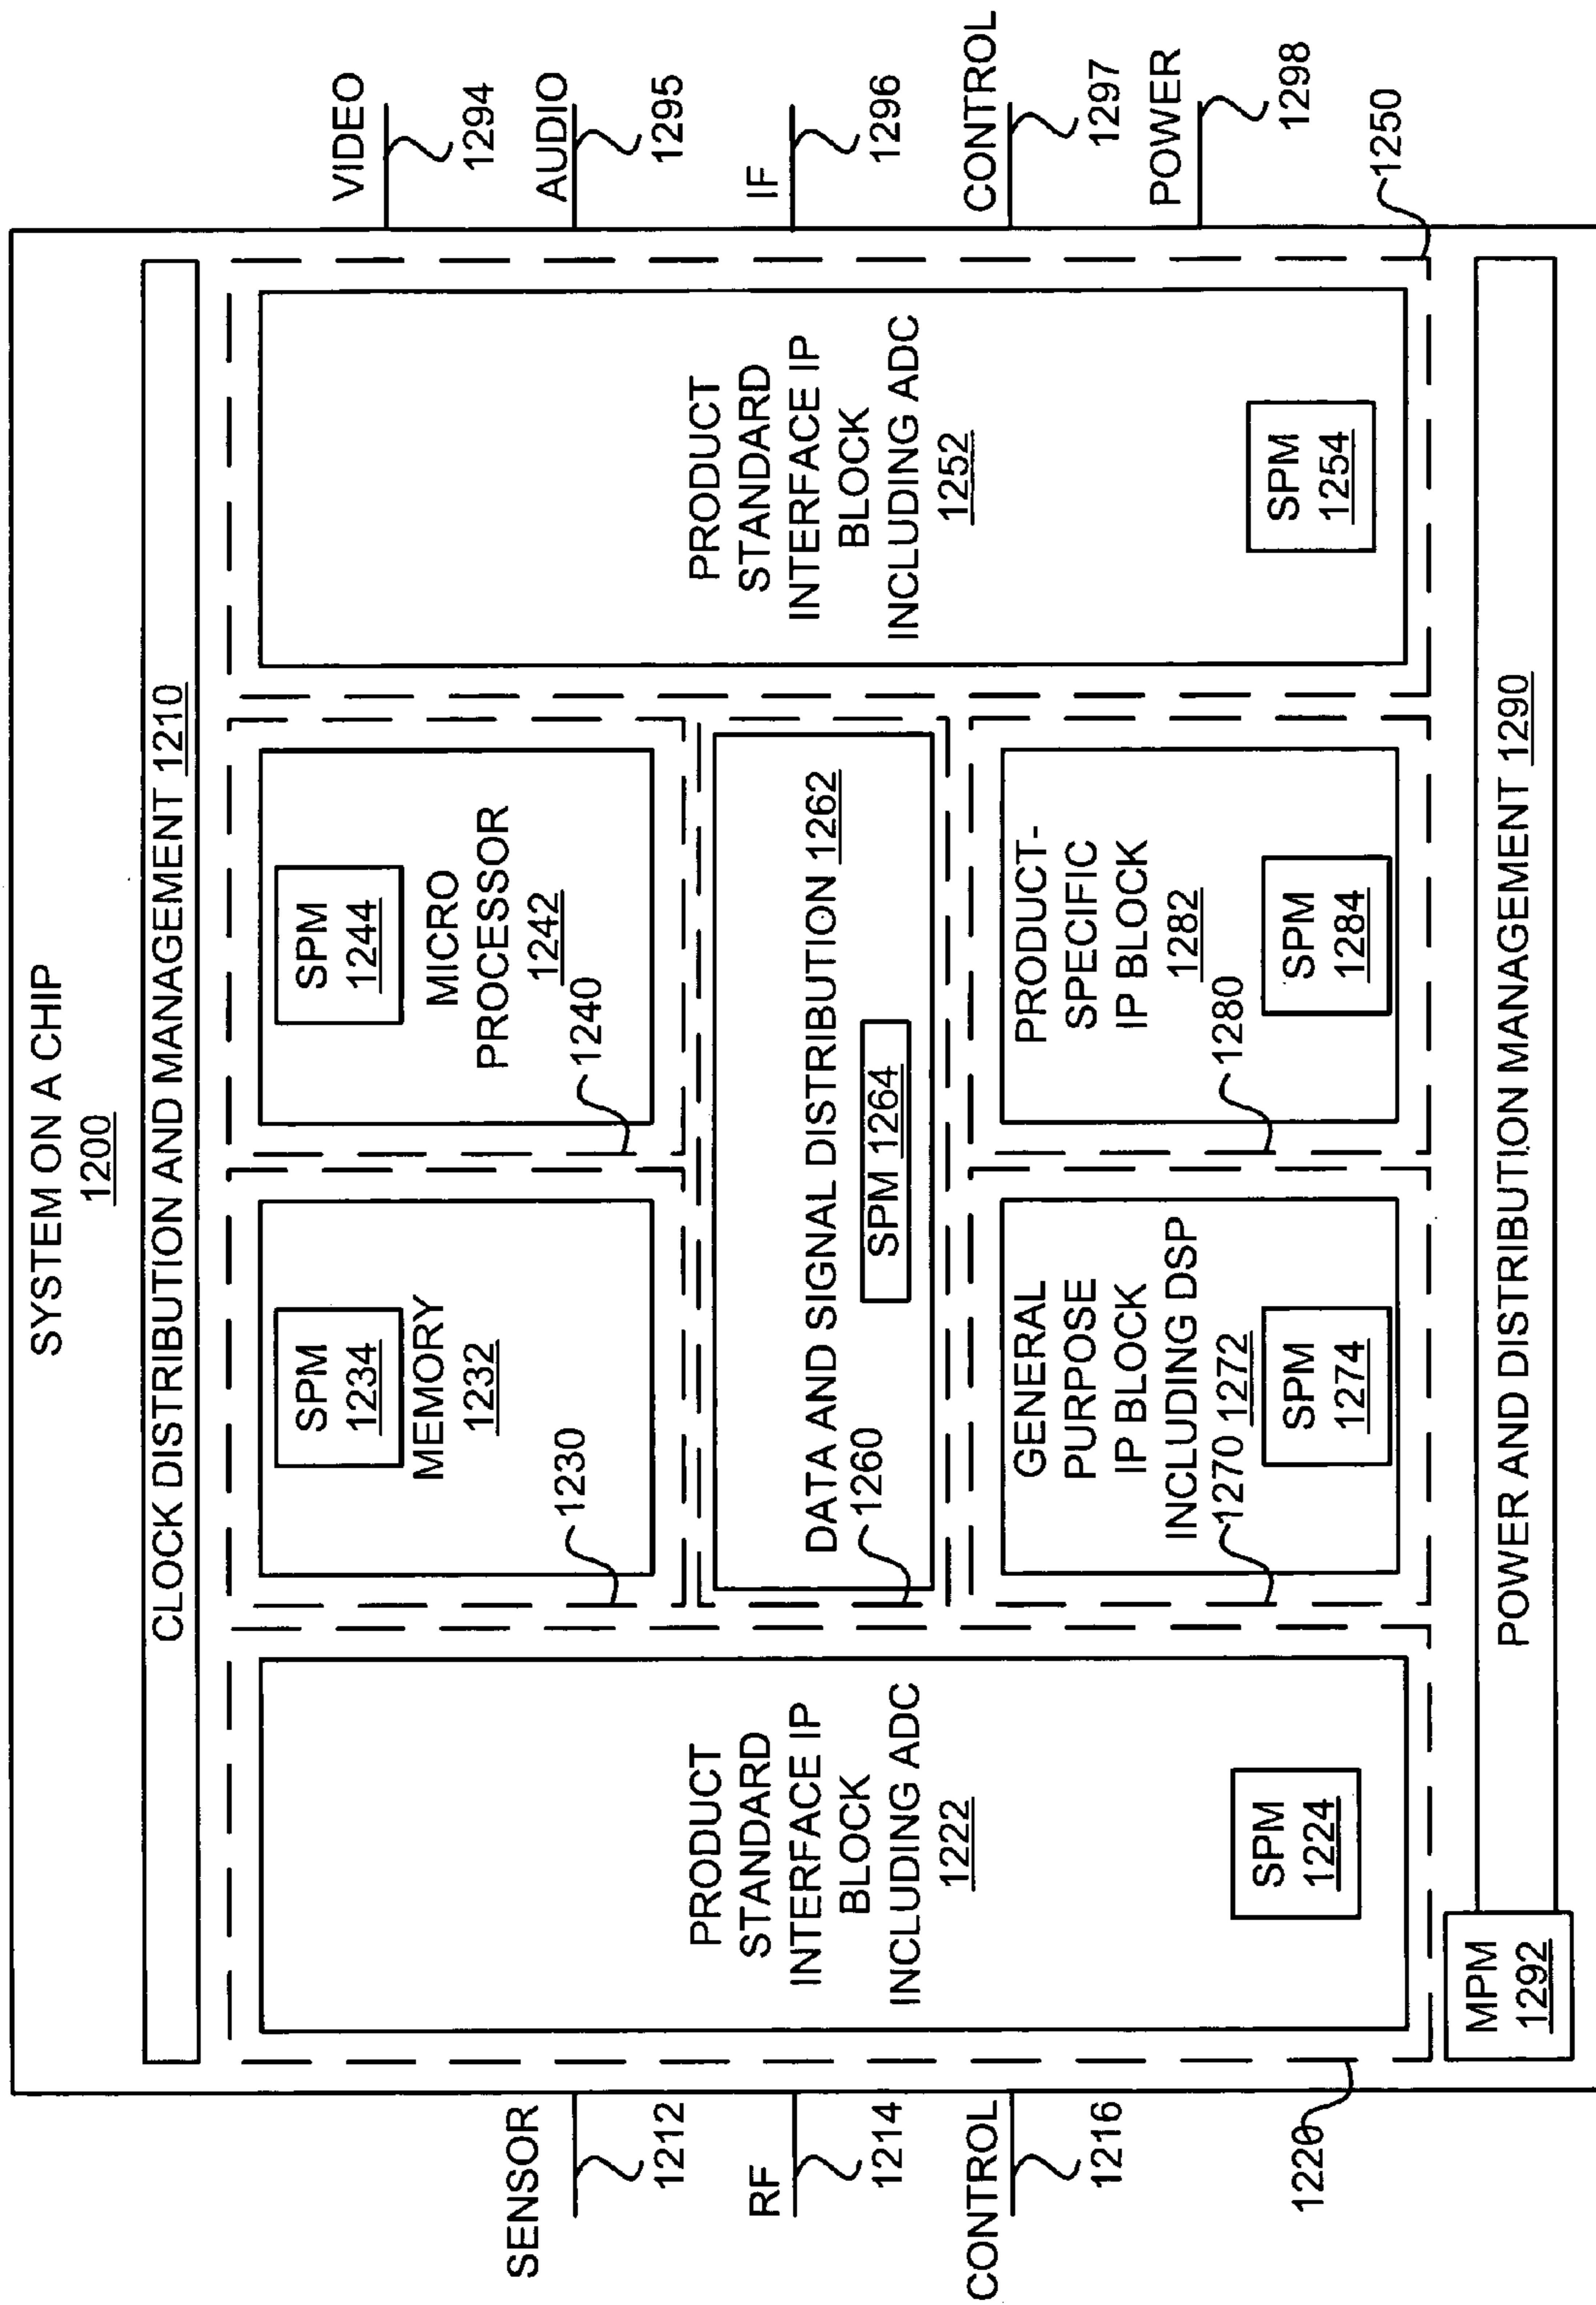 SYSTEM ON A CHIP
1200
CLOCK DISTRIBUTION AND MANAGEMENT 1210
SENSOR
1212
RF
1214
CONTROL
1216
1220
PRODUCT
STANDARD
INTERFACE IP
BLOCK
INCLUDING ADC
1222
SPM
1224
SPM
1234
MEMORY
1232
1230
SPM
1244
MICRO
PROCESSOR
1242
1240
DATA AND SIGNAL DISTRIBUTION 1262
1260
SPM 1264
GENERAL
PURPOSE
IP BLOCK
INCLUDING DSP
1270
1272
SPM
1274
PRODUCT-
SPECIFIC
IP BLOCK
1282
1280
SPM
1284
PRODUCT
STANDARD
INTERFACE IP
BLOCK
INCLUDING ADC
1252
SPM
1254
VIDEO
1294
AUDIO
1295
IF
1296
CONTROL
1297
POWER
1298
1250
MPM
1292
POWER AND DISTRIBUTION MANAGEMENT 1290